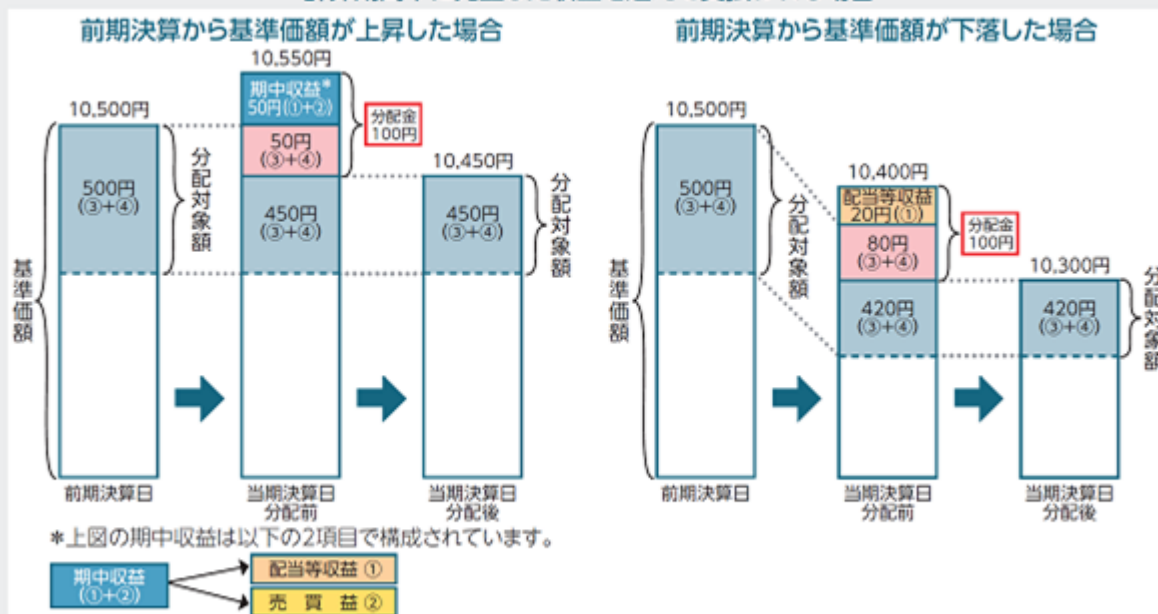 前期決算から基準価額が上昇した場合
10,550円
期中収益*
50円(①+②)
10,500円
分配金
100円
50円
(③+④)
10,450円
分配対象額
500円
(③+④)
450円
(③+④)
450円
(③+④)
分配対象額
基準価額
前期決算日
当期決算日
分配前
当期決算日
分配後
*上図の期中収益は以下の2項目で構成されています。
期中収益
(①+②)
配当等収益 ①
売買益 ②
前期決算から基準価額が下落した場合
10,500円
500円
(③+④)
分配対象額
10,400円
配当等収益
20円(①)
分配金
100円
80円
(③+④)
10,300円
420円
(③+④)
420円
(③+④)
分配対象額
基準価額
前期決算日
当期決算日
分配前
当期決算日
分配後